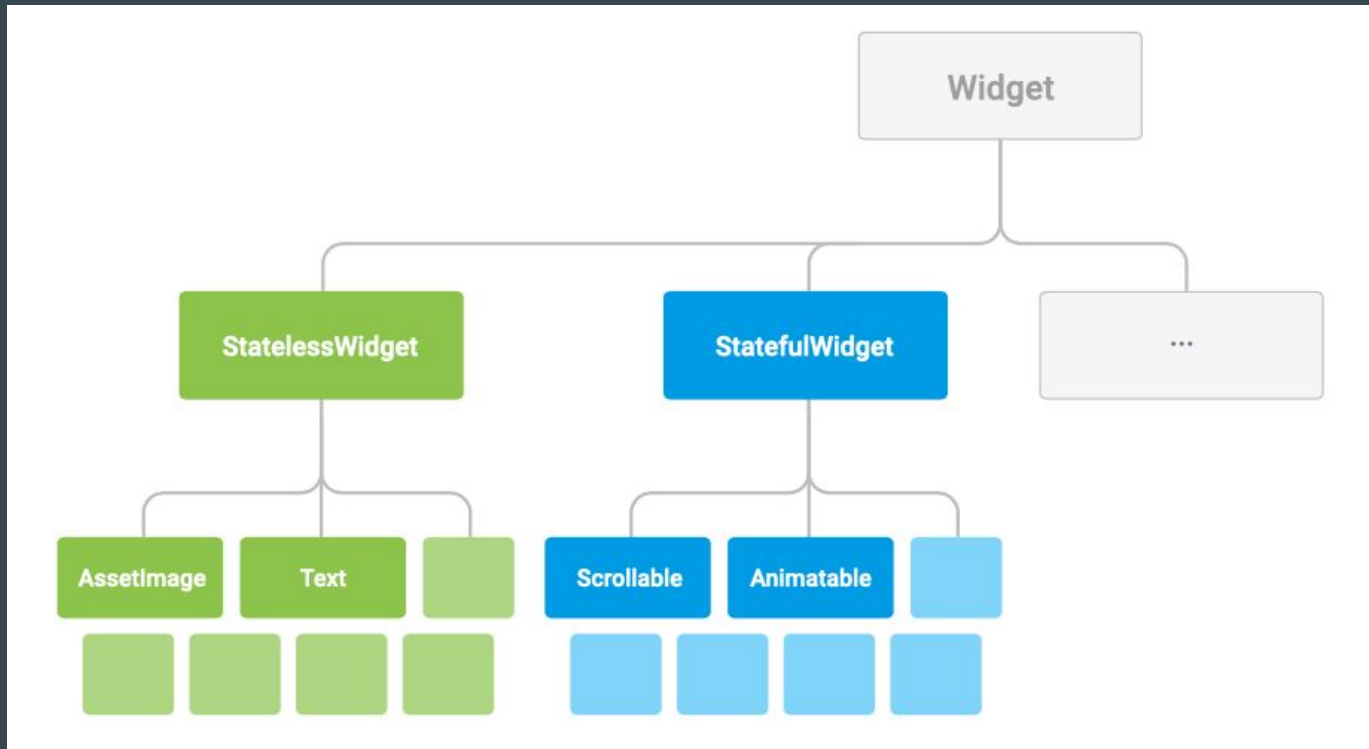 Widget
StatelessWidget
StatefulWidget
...
AssetImage
Text
Scrollable
Animatable